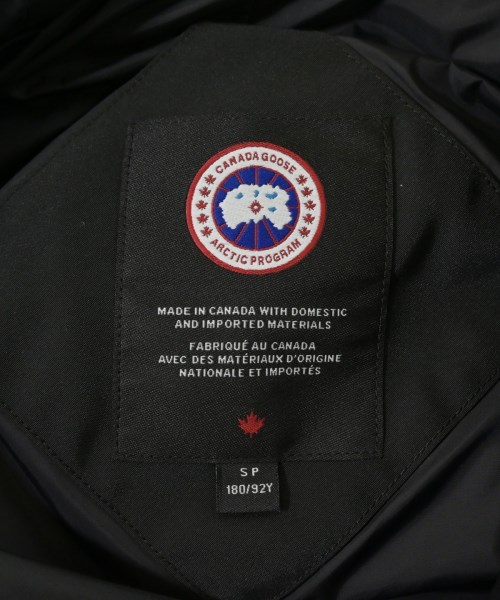 CANADA GOOSE
ARCTIC PROGRAM
MADE IN CANADA WITH DOMESTIC
AND IMPORTED MATERIALS
FABRIQUÉ AU CANADA
AVEC DES MATÉRIAUX D'ORIGINE
NATIONALE ET IMPORTÉS
S P
180/92Y